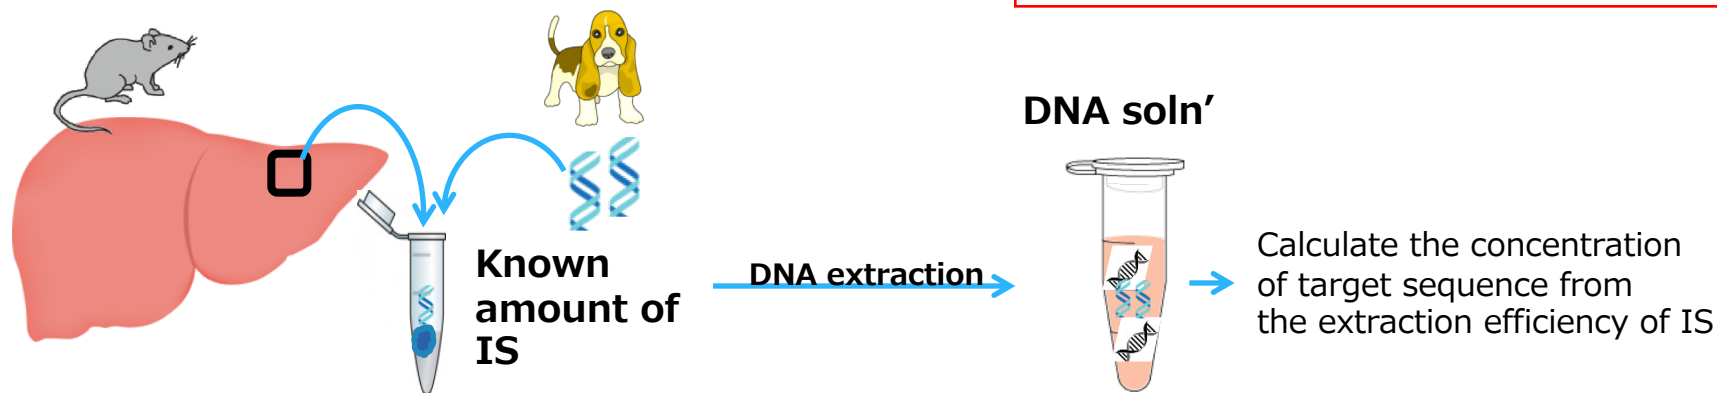 DNA soln’
Known
amount of
IS
DNA extraction
Calculate the concentration
of target sequence from
the extraction efficiency of IS